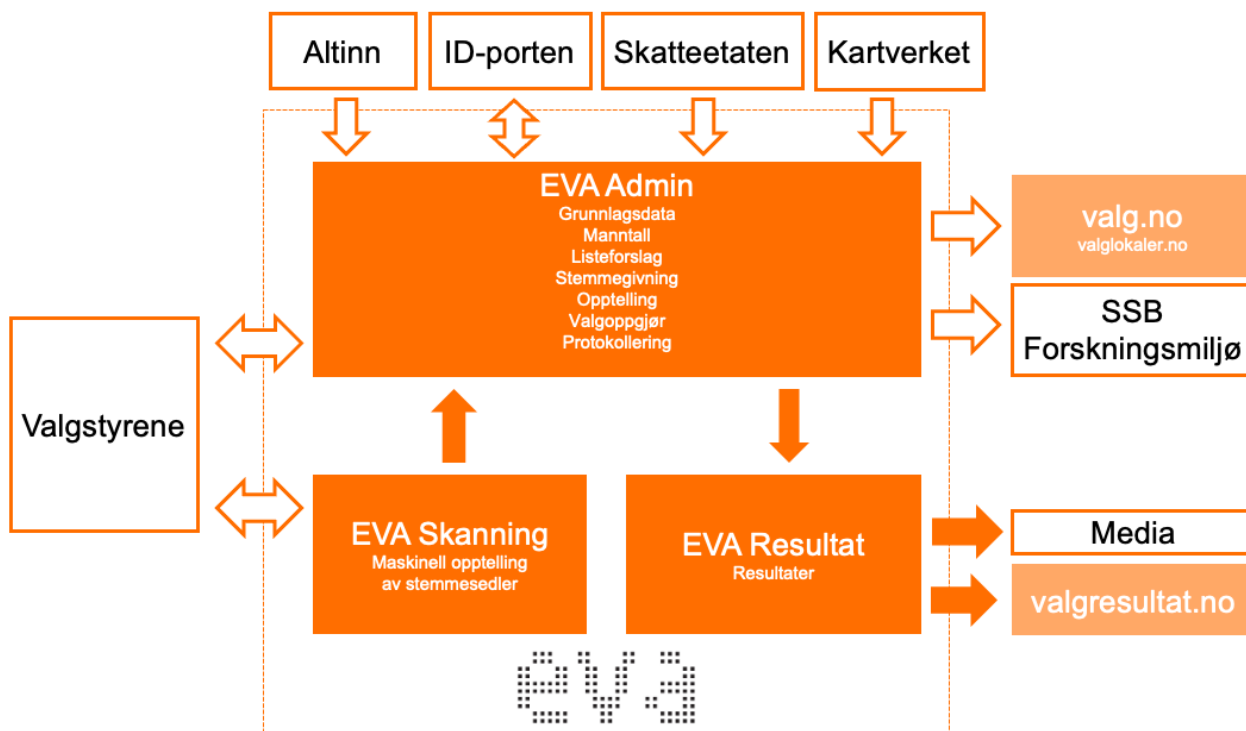 Altinn
ID-porten
Skatteetaten
Kartverket
EVA Admin
Grunnlagsdata
Manntall
Listeforslag
Stemmegivning
Opptelling
Valgoppgjør
Protokollering
valg.no
valglokaler.no
SSB
Forskningsmiljø
Valgstyrene
EVA Skanning
Maskinell opptelling
av stemmesedler
EVA Resultat
Resultater
Media
valgresultat.no
eva